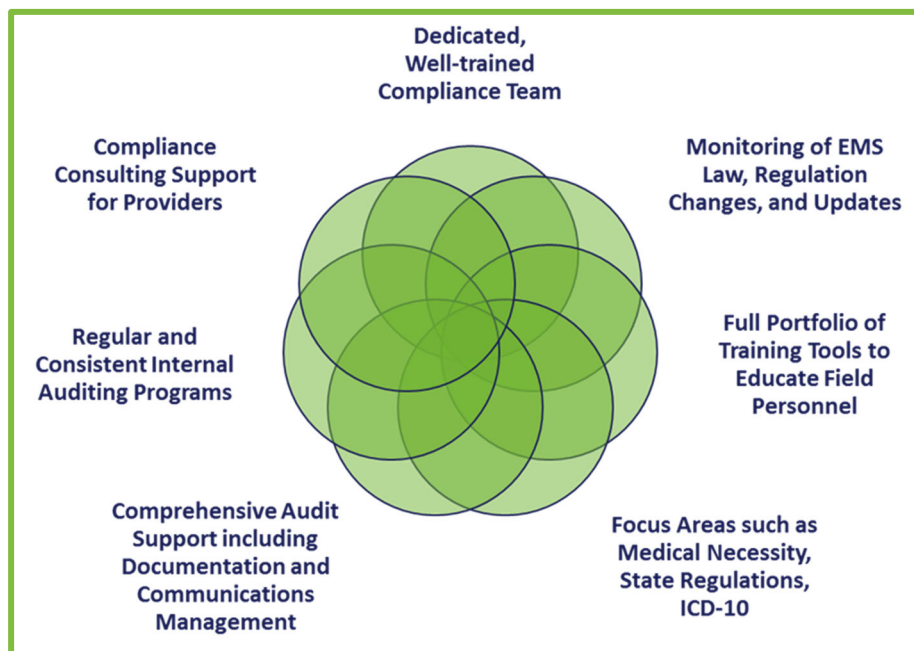 Dedicated,
Well-trained
Compliance Team
Monitoring of EMS
Law, Regulation
Changes, and Updates
Full Portfolio of
Training Tools to
Educate Field
Personnel
Focus Areas such as
Medical Necessity,
State Regulations,
ICD-10
Comprehensive Audit
Support including
Documentation and
Communications
Management
Regular and
Consistent Internal
Auditing Programs
Compliance
Consulting Support
for Providers